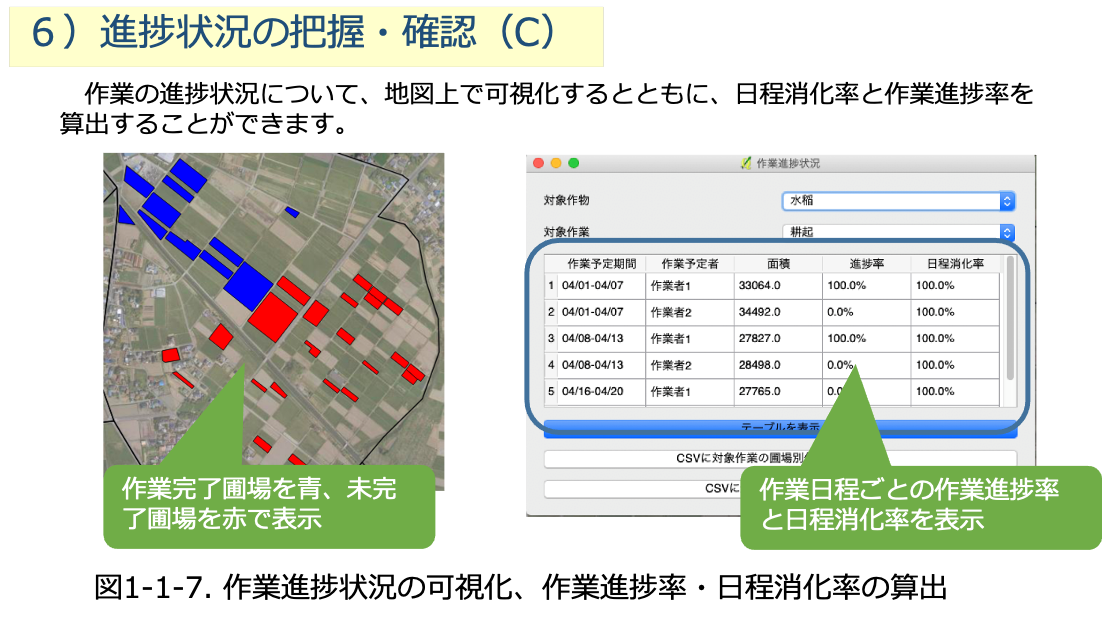 ６）進捗状況の把握・確認（C）
作業の進捗状況について、地図上で可視化するとともに、日程消化率と作業進捗率を
算出することができます。
作業進捗状況
対象作物 水稲
対象作業 耕起
作業予定期間 作業予定者 面積 進捗率 日程消化率
1 04/01-04/07 作業者1 33064.0 100.0% 100.0%
2 04/01-04/07 作業者2 34492.0 0.0% 100.0%
3 04/08-04/13 作業者1 27827.0 100.0% 100.0%
4 04/08-04/13 作業者2 28498.0 0.0% 100.0%
5 04/16-04/20 作業者1 27765.0 100.0%
テーブルを表示
CSVに対象作業の圃場別
CSVに
作業完了圃場を青、未完
了圃場を赤で表示
作業日程ごとの作業進捗率
と日程消化率を表示
図1-1-7. 作業進捗状況の可視化、作業進捗率・日程消化率の算出